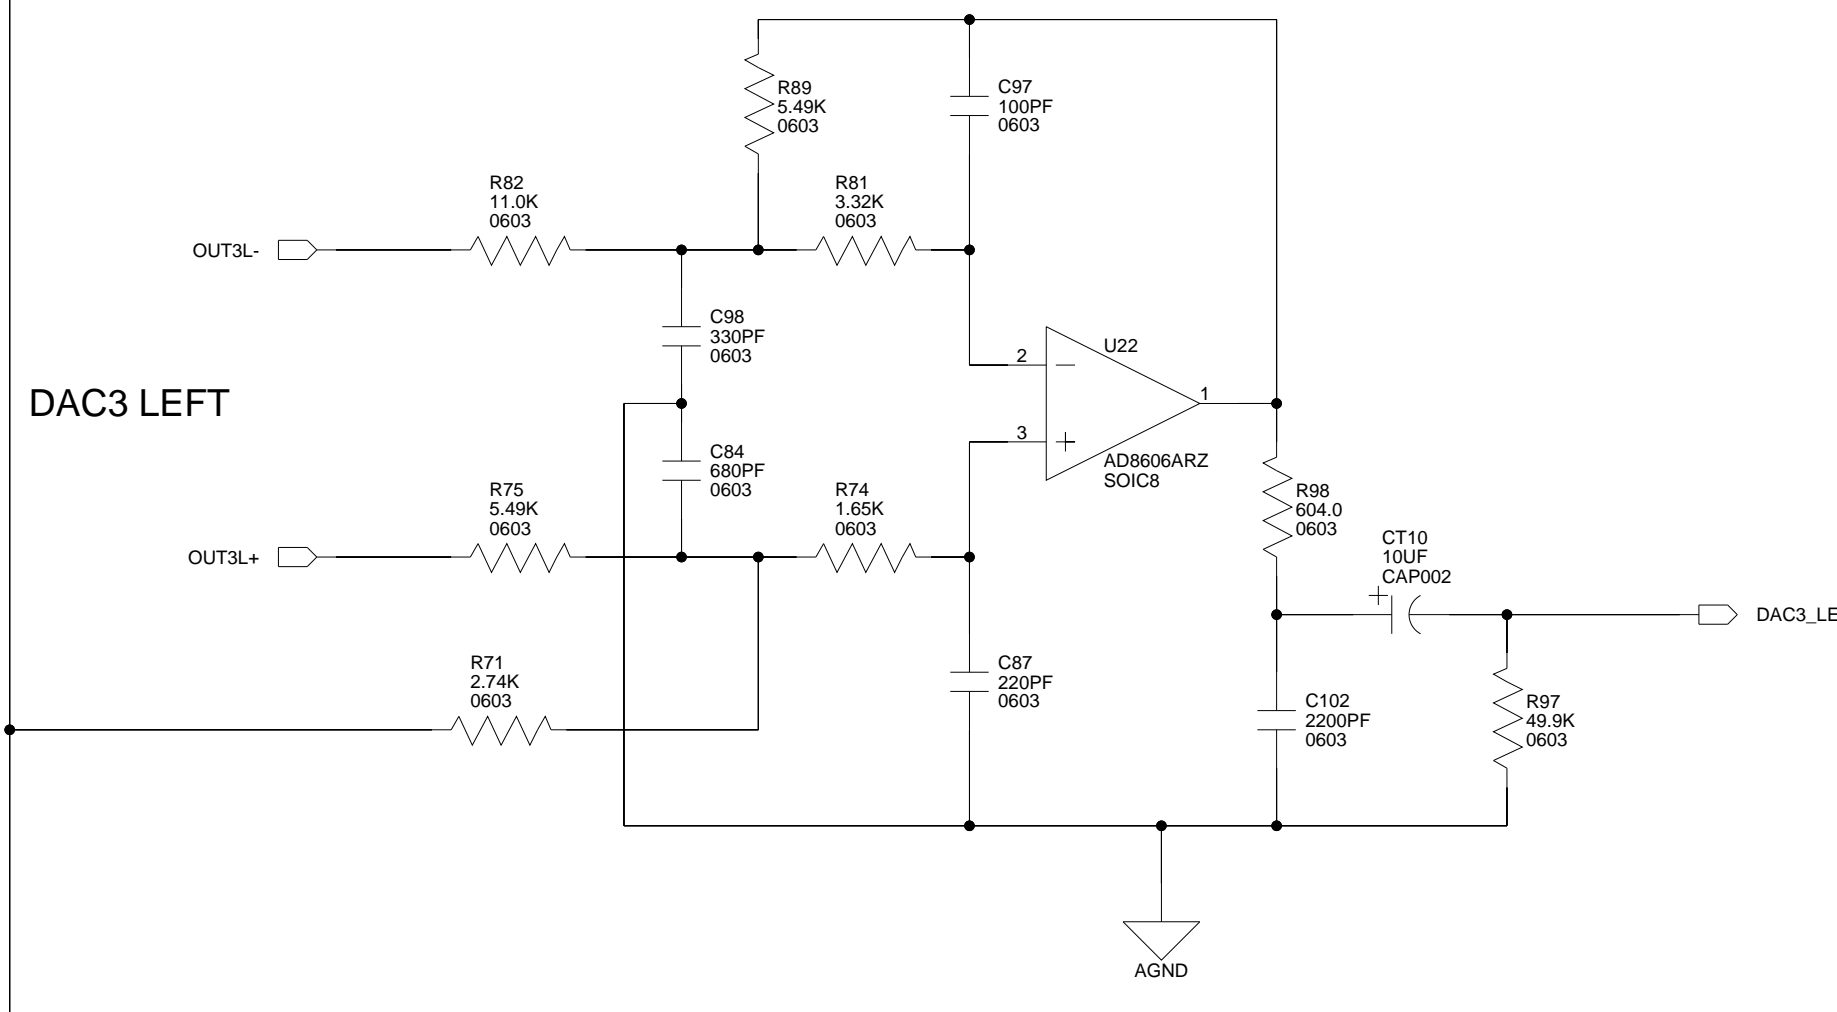 R89
5.49K
0603
C97
100PF
0603
R82
11.0K
0603
R81
3.32K
0603
OUT3L-
C98
330PF
0603
2
U22
DAC3 LEFT
1
3
C84
680PF
0603
AD8606ARZ
SOIC8
R75
5.49K
0603
R74
1.65K
0603
R98
604.0
0603
OUT3L+
CT10
10UF
CAP002
DAC3_LE
R71
2.74K
0603
C87
220PF
0603
C102
2200PF
0603
R97
49.9K
0603
AGND